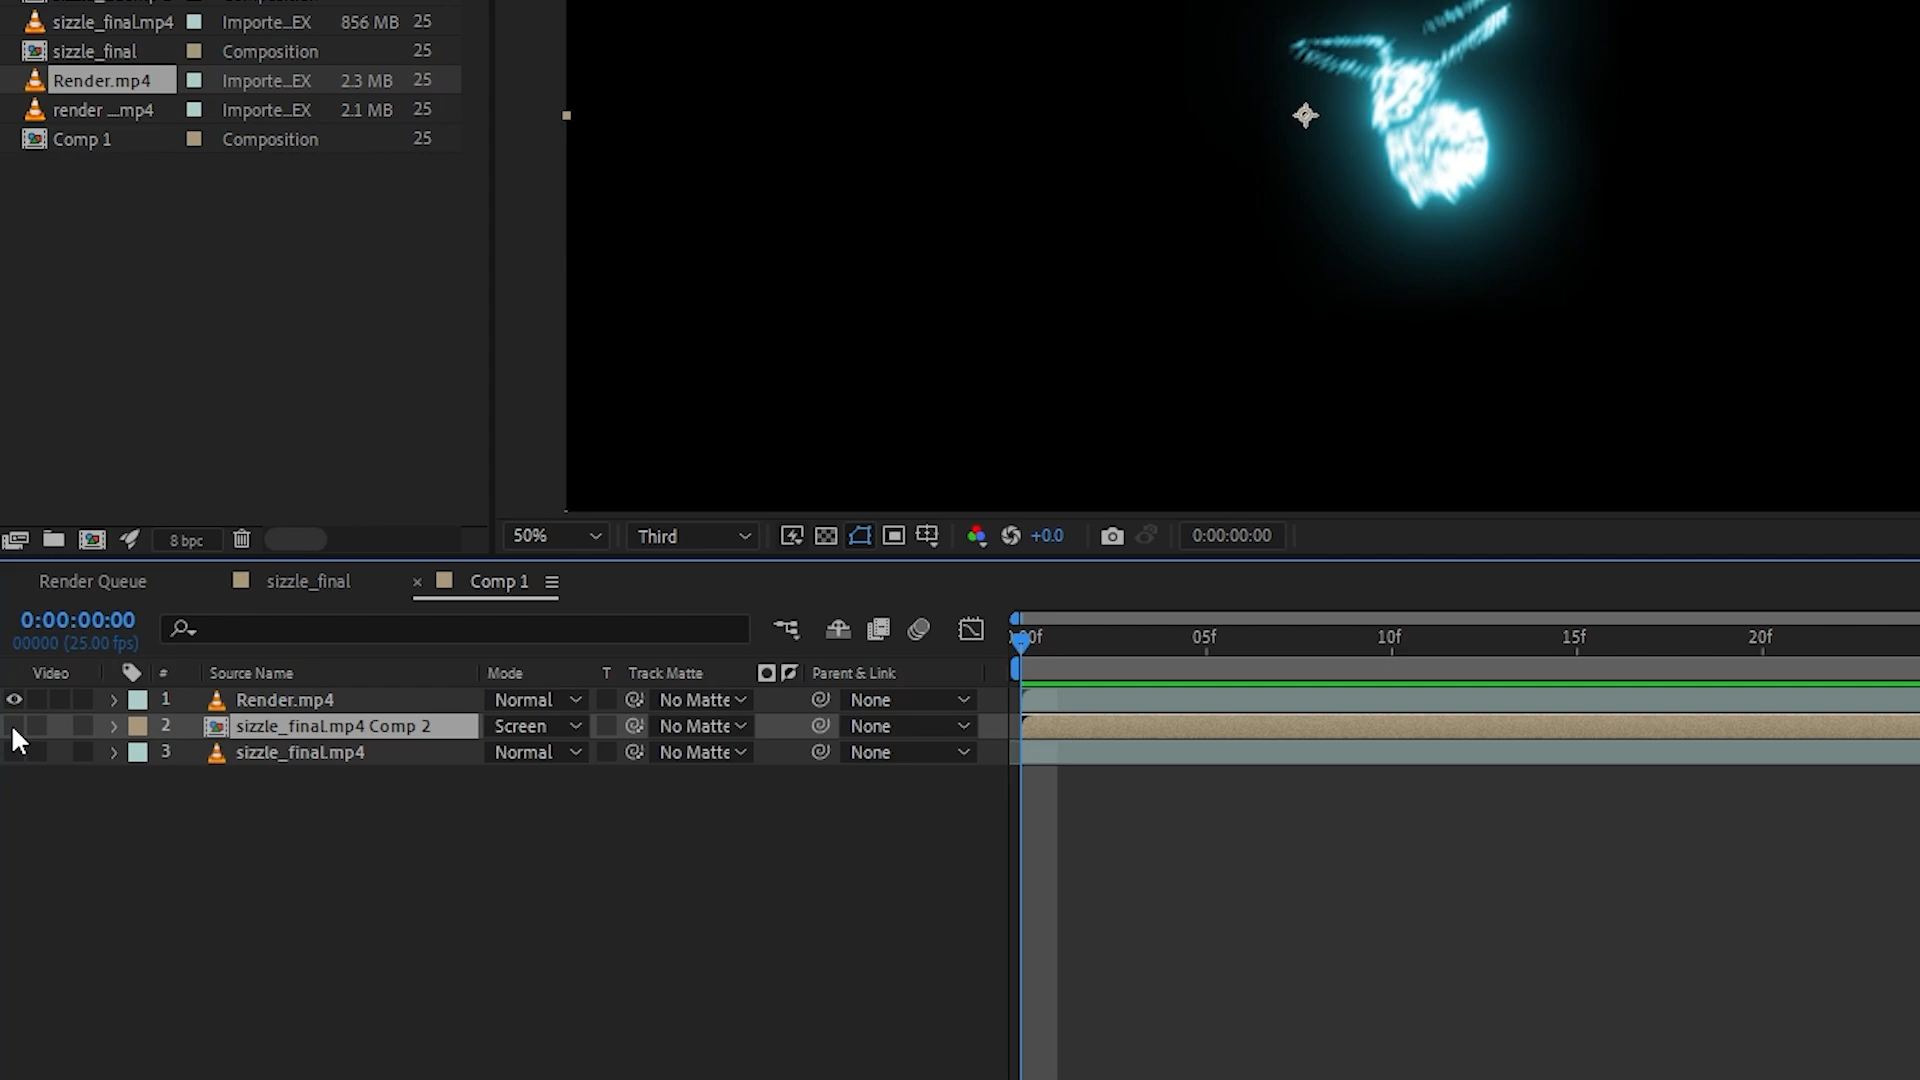 sizzle_final.mp4 Importe...EX 856 MB 25
sizzle_final Composition 25
Render.mp4 Importe...EX 2.3 MB 25
render _.mp4 Importe...EX 2.1 MB 25
Comp 1 Composition 25
8 bpc
50% Third +0.0 0:00:00:00
Render Queue sizzle_final × Comp 1
0:00:00:00
00000 (25.00 fps)
05f 10f 15f 20f
Video # Source Name Mode T Track Matte Parent & Link
1 Render.mp4 Normal No Matte None
2 sizzle_final.mp4 Comp 2 Screen No Matte None
3 sizzle_final.mp4 Normal No Matte None